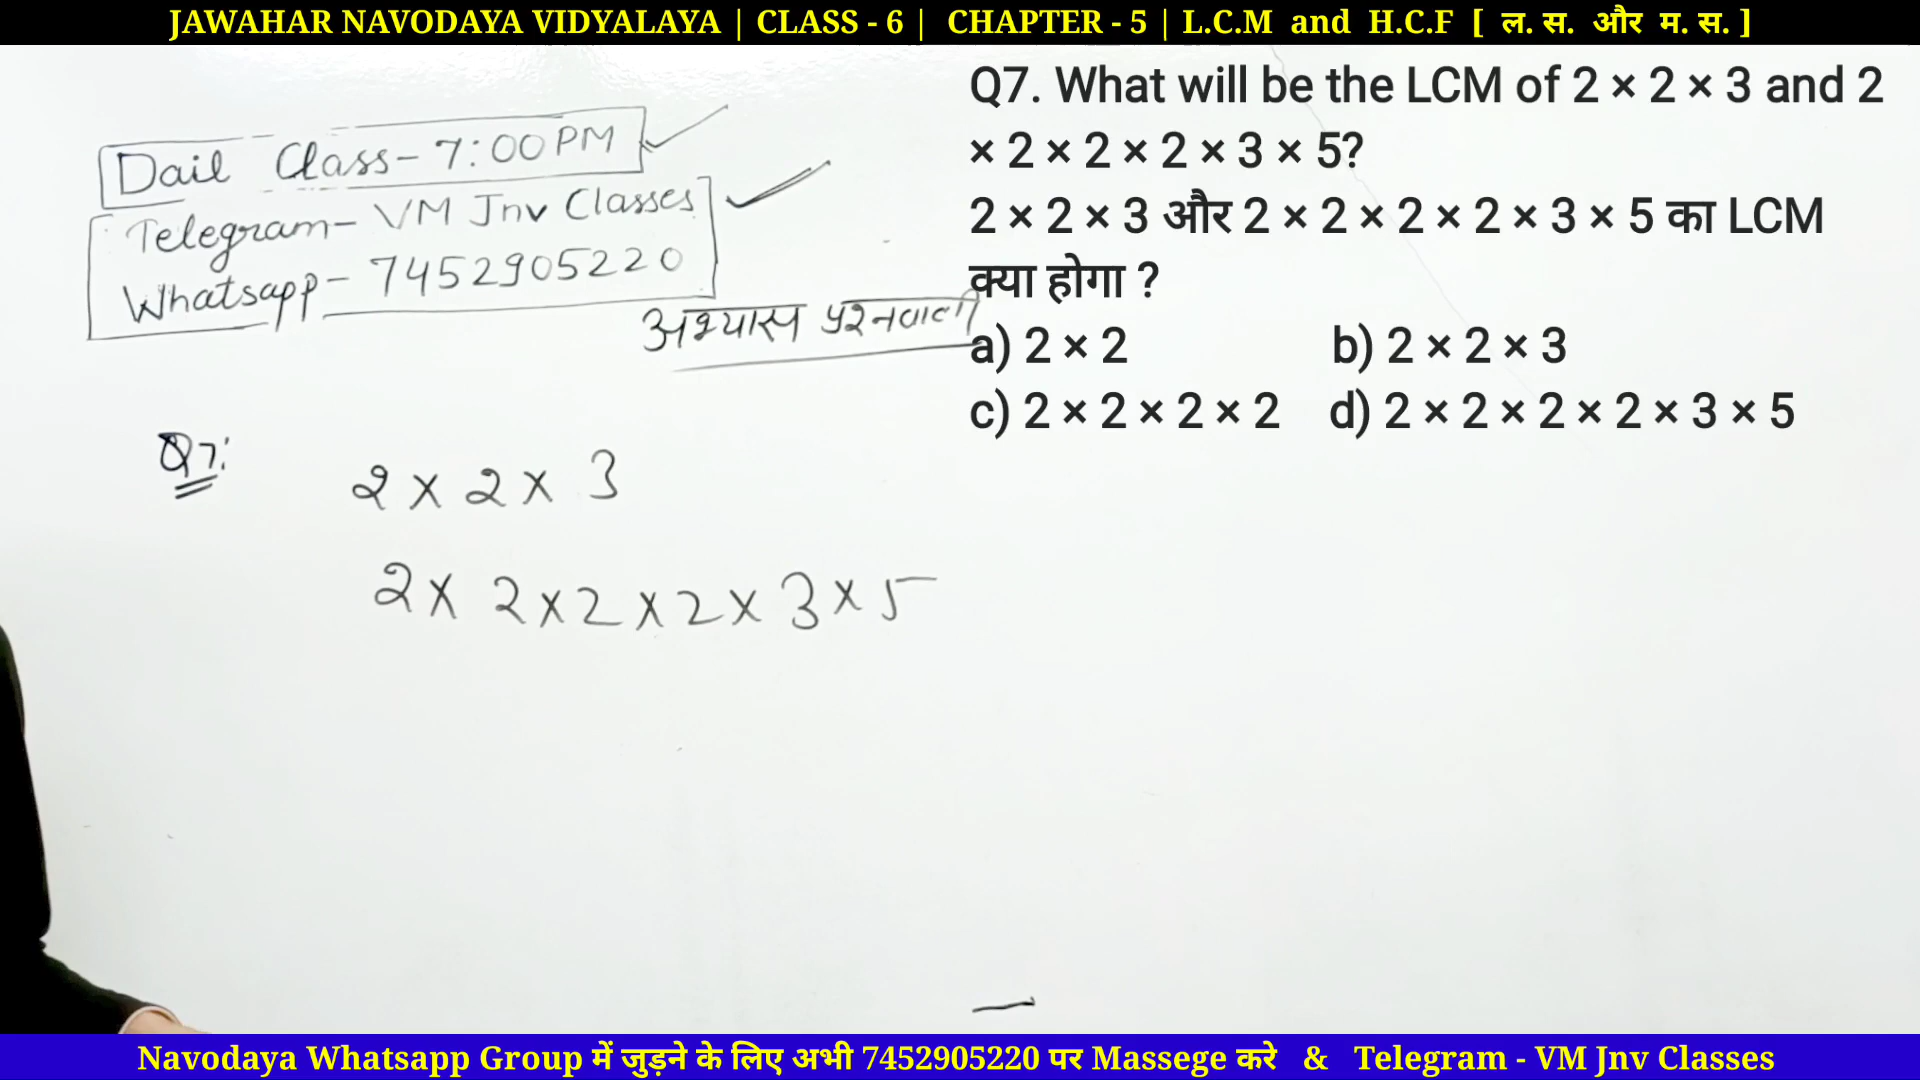 JAWAHAR NAVODAYA VIDYALAYA | CLASS - 6 | CHAPTER - 5 | L.C.M and H.C.F [ ल. स. और म. स. ]
Dail Class- 7:00 PM
Telegram- VM Jnv Classes
Whatsapp- 7452905220
अभ्यास प्रश्नवाली
Q7. What will be the LCM of 2 × 2 × 3 and 2
× 2 × 2 × 2 × 3 × 5?
2 × 2 × 3 और 2 × 2 × 2 × 2 × 3 × 5 का LCM
क्या होगा ?
a) 2 × 2 b) 2 × 2 × 3
c) 2 × 2 × 2 × 2 d) 2 × 2 × 2 × 2 × 3 × 5
Q7: 2 × 2 × 3
2 × 2 × 2 × 2 × 3 × 5
Navodaya Whatsapp Group में जुड़ने के लिए अभी 7452905220 पर Massege करे & Telegram - VM Jnv Classes